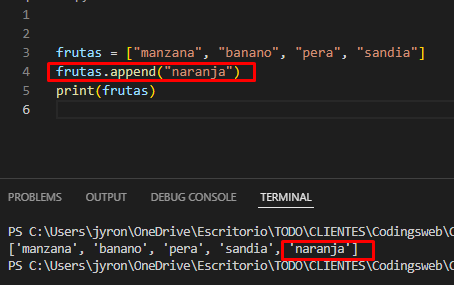 1
2
3 frutas = ["manzana", "banano", "pera", "sandia"]
4 frutas.append("naranja")
5 print(frutas)
6
PROBLEMS OUTPUT DEBUG CONSOLE TERMINAL
PS C:\Users\jyron\OneDrive\Escritorio\TODO\CLIENTES\Codingsweb\
['manzana', 'banano', 'pera', 'sandia', 'naranja']
PS C:\Users\jyron\OneDrive\Escritorio\TODO\CLIENTES\Codingsweb\